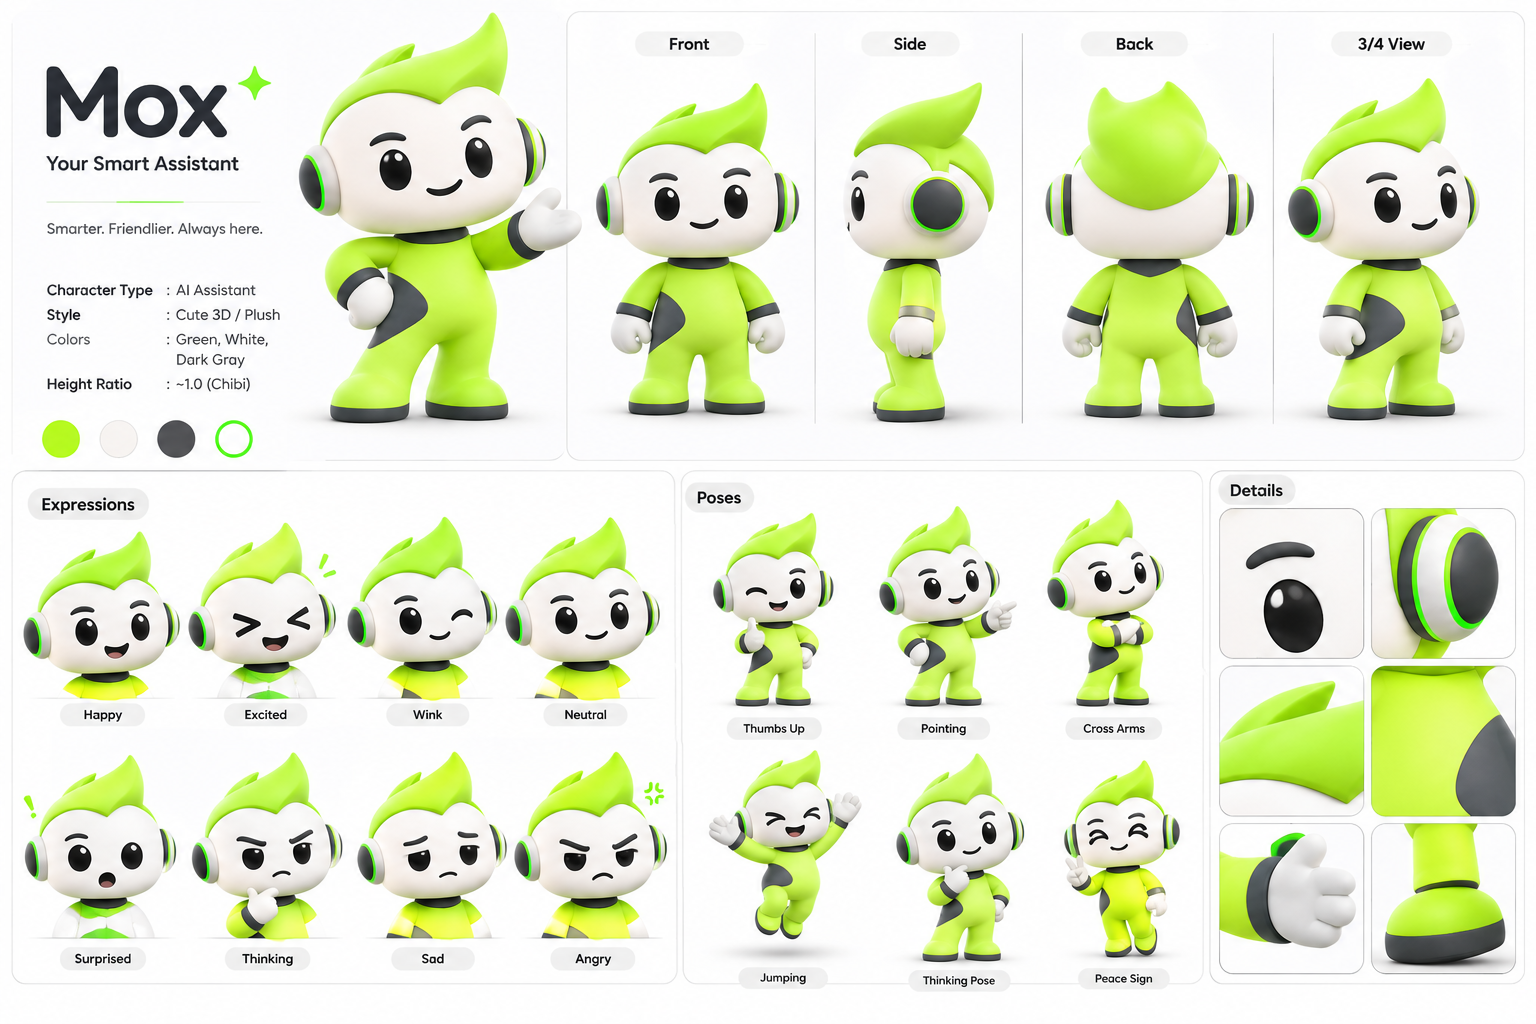 Mox
Your Smart Assistant
Smarter. Friendlier. Always here.
Character Type : AI Assistant
Style : Cute 3D / Plush
Colors : Green, White,
Dark Gray
Height Ratio : ~1.0 (Chibi)
Front
Side
Back
3/4 View
Expressions
Happy
Excited
Wink
Neutral
Surprised
Thinking
Sad
Angry
Poses
Thumbs Up
Pointing
Cross Arms
Jumping
Thinking Pose
Peace Sign
Details